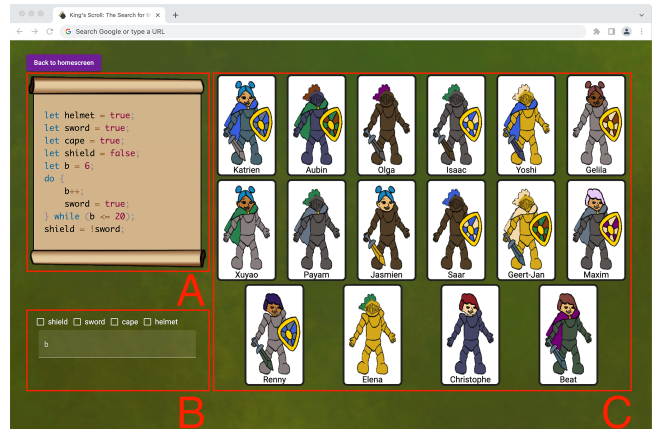 King's Scroll: The Search for th
Search Google or type a URL
Back to homescreen
let helmet = true;
let sword = true;
let cape = true;
let shield = false;
let b = 6;
do {
b++;
sword = true;
} while (b <= 20);
shield = !sword;
A
shield sword cape helmet
b
B
Katrien Aubin Olga Isaac Yoshi Gelila
Xuyao Payam Jasmien Saar Geert-Jan Maxim
Renny Elena Christophe Beat
C